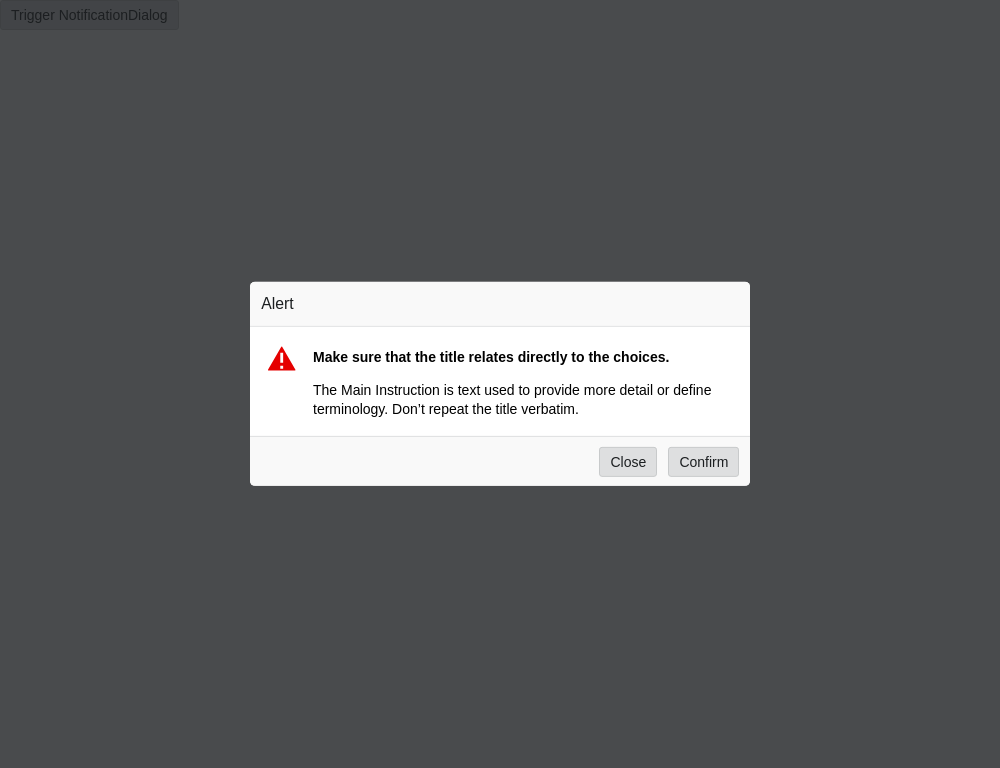 Trigger NotificationDialog
Alert
Make sure that the title relates directly to the choices.
The Main Instruction is text used to provide more detail or define
terminology. Don’t repeat the title verbatim.
Close Confirm